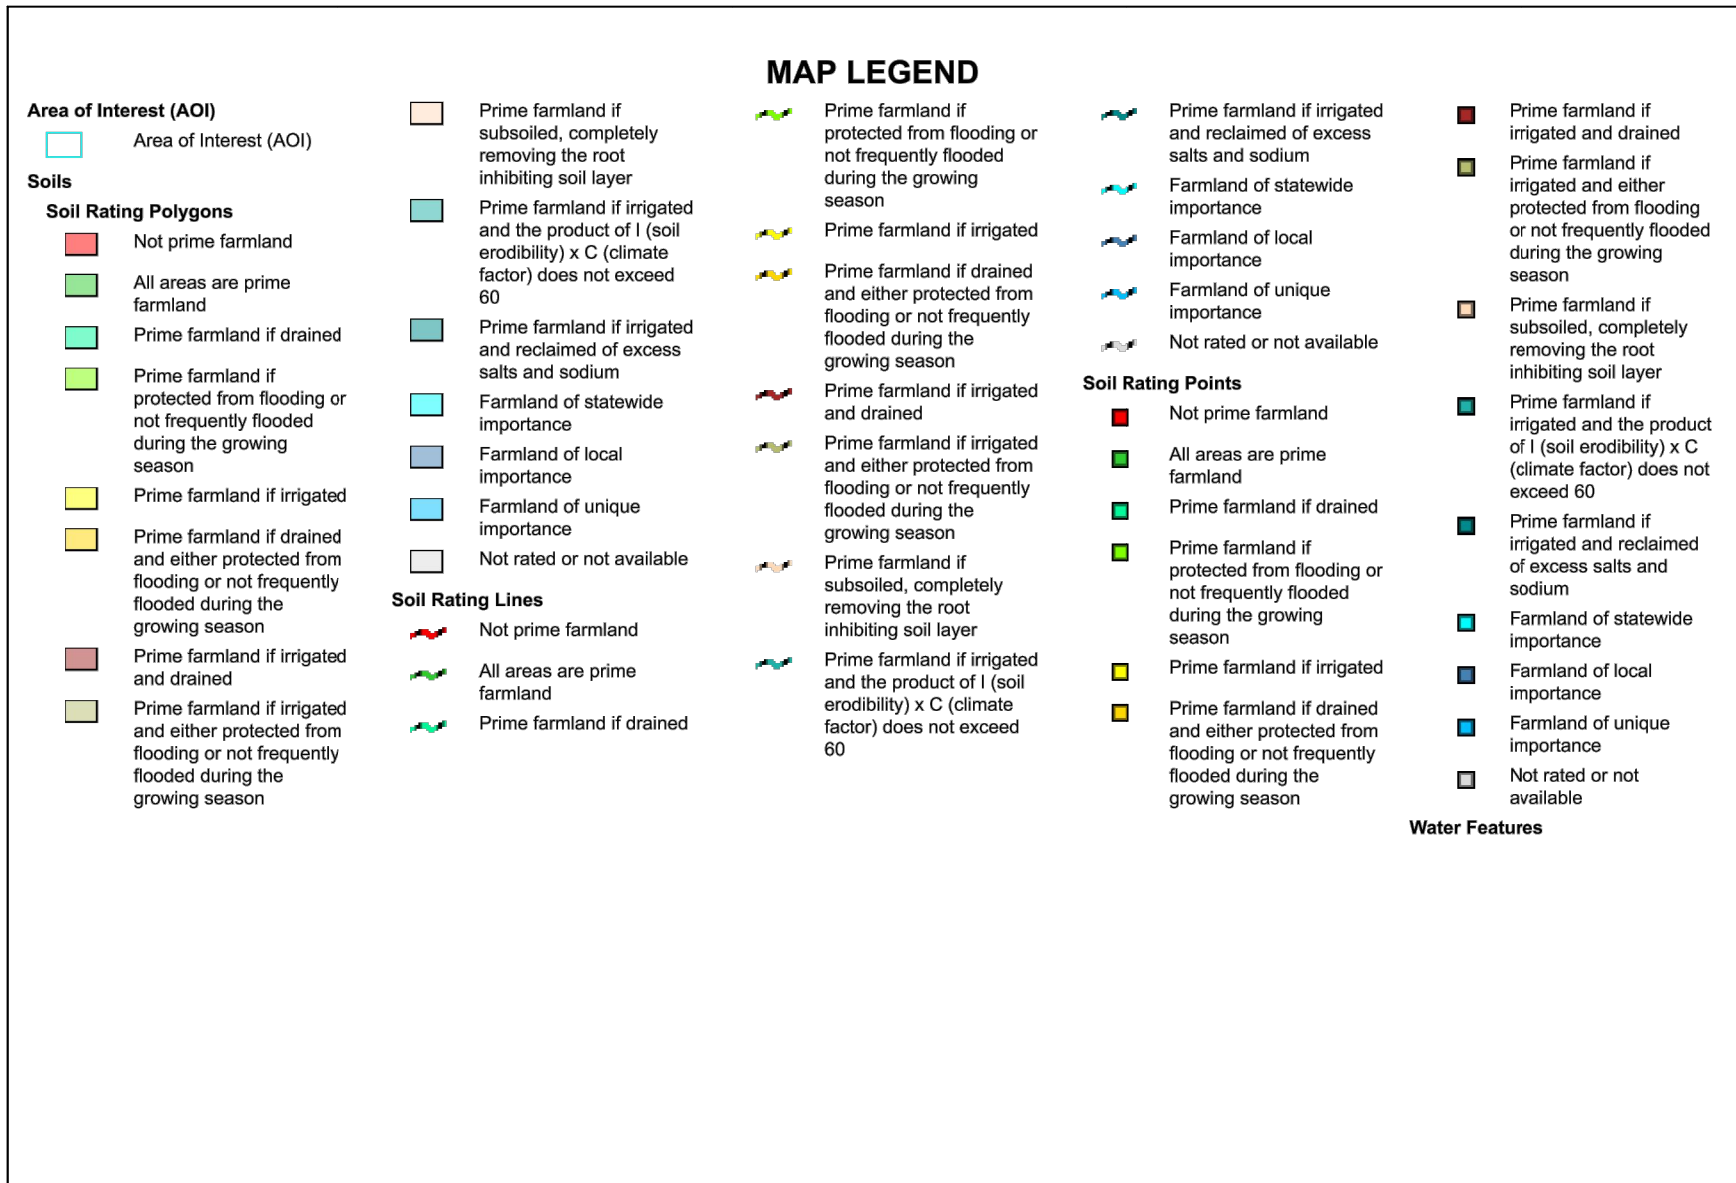 MAP LEGEND
Area of Interest (AOI)
Area of Interest (AOI)
Soils
Soil Rating Polygons
Not prime farmland
All areas are prime
farmland
Prime farmland if drained
Prime farmland if
protected from flooding or
not frequently flooded
during the growing
season
Prime farmland if irrigated
Prime farmland if drained
and either protected from
flooding or not frequently
flooded during the
growing season
Prime farmland if irrigated
and drained
Prime farmland if irrigated
and either protected from
flooding or not frequently
flooded during the
growing season
Prime farmland if
subsoiled, completely
removing the root
inhibiting soil layer
Prime farmland if irrigated
and the product of I (soil
erodibility) x C (climate
factor) does not exceed
60
Prime farmland if irrigated
and reclaimed of excess
salts and sodium
Farmland of statewide
importance
Farmland of local
importance
Farmland of unique
importance
Not rated or not available
Soil Rating Lines
Not prime farmland
All areas are prime
farmland
Prime farmland if drained
Prime farmland if
protected from flooding or
not frequently flooded
during the growing
season
Prime farmland if irrigated
Prime farmland if drained
and either protected from
flooding or not frequently
flooded during the
growing season
Prime farmland if irrigated
and drained
Prime farmland if irrigated
and either protected from
flooding or not frequently
flooded during the
growing season
Prime farmland if
subsoiled, completely
removing the root
inhibiting soil layer
Prime farmland if irrigated
and the product of I (soil
erodibility) x C (climate
factor) does not exceed
60
Prime farmland if irrigated
and reclaimed of excess
salts and sodium
Farmland of statewide
importance
Farmland of local
importance
Farmland of unique
importance
Not rated or not available
Soil Rating Points
Not prime farmland
All areas are prime
farmland
Prime farmland if drained
Prime farmland if
protected from flooding or
not frequently flooded
during the growing
season
Prime farmland if irrigated
Prime farmland if drained
and either protected from
flooding or not frequently
flooded during the
growing season
Prime farmland if
irrigated and drained
Prime farmland if
irrigated and either
protected from flooding
or not frequently flooded
during the growing
season
Prime farmland if
subsoiled, completely
removing the root
inhibiting soil layer
Prime farmland if
irrigated and the product
of I (soil erodibility) x C
(climate factor) does not
exceed 60
Prime farmland if
irrigated and reclaimed
of excess salts and
sodium
Farmland of statewide
importance
Farmland of local
importance
Farmland of unique
importance
Not rated or not
available
Water Features